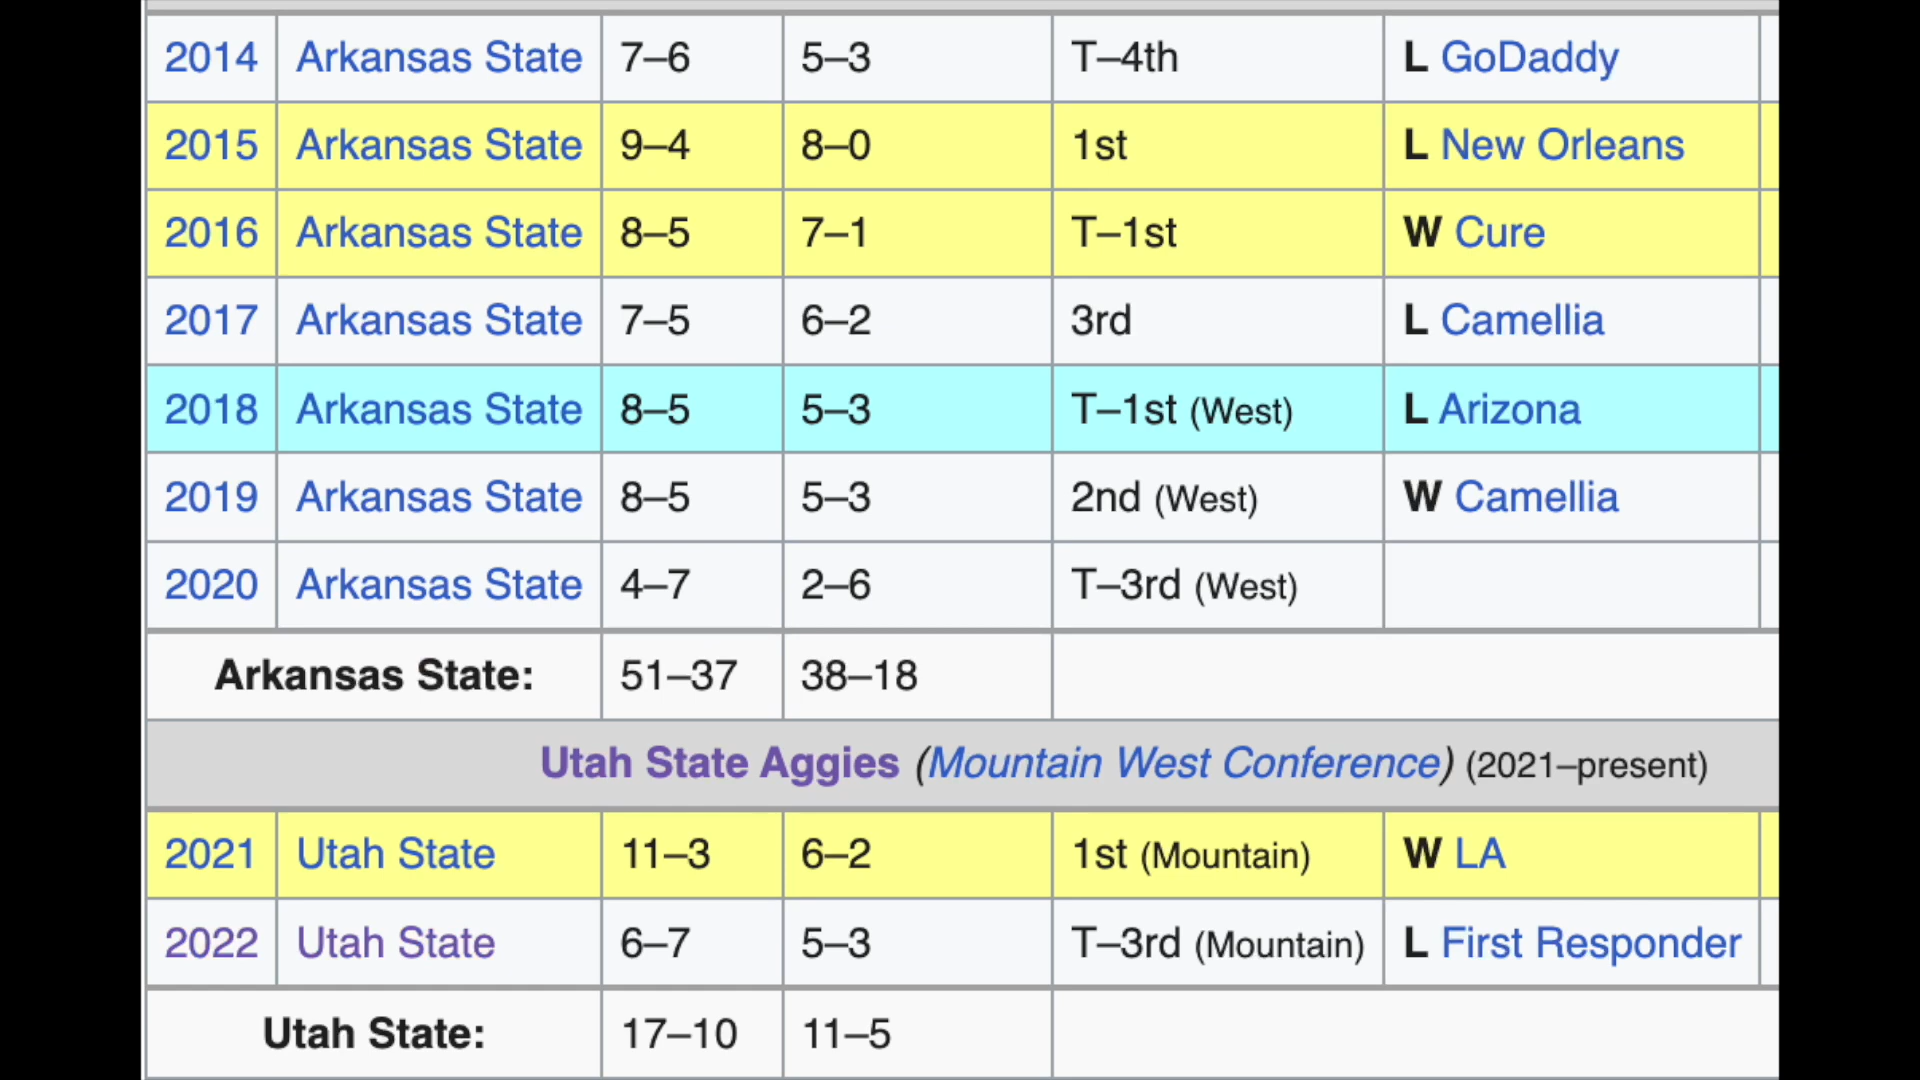 2014 Arkansas State 7–6 5–3 T–4th L GoDaddy
2015 Arkansas State 9–4 8–0 1st L New Orleans
2016 Arkansas State 8–5 7–1 T–1st W Cure
2017 Arkansas State 7–5 6–2 3rd L Camellia
2018 Arkansas State 8–5 5–3 T–1st (West) L Arizona
2019 Arkansas State 8–5 5–3 2nd (West) W Camellia
2020 Arkansas State 4–7 2–6 T–3rd (West)
Arkansas State: 51–37 38–18
Utah State Aggies (Mountain West Conference) (2021–present)
2021 Utah State 11–3 6–2 1st (Mountain) W LA
2022 Utah State 6–7 5–3 T–3rd (Mountain) L First Responder
Utah State: 17–10 11–5